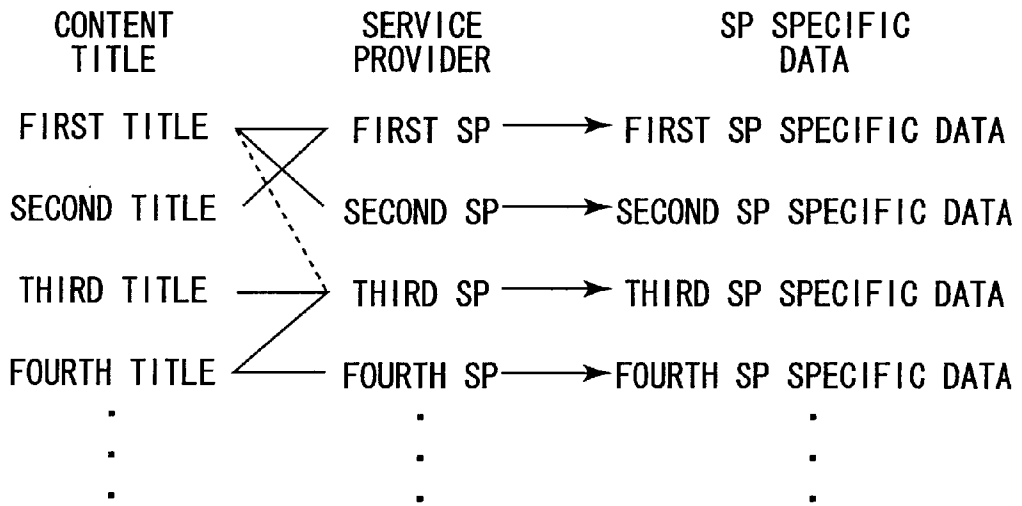 CONTENT TITLE
SERVICE PROVIDER
SP SPECIFIC DATA
FIRST TITLE
FIRST SP
FIRST SP SPECIFIC DATA
SECOND TITLE
SECOND SP
SECOND SP SPECIFIC DATA
THIRD TITLE
THIRD SP
THIRD SP SPECIFIC DATA
FOURTH TITLE
FOURTH SP
FOURTH SP SPECIFIC DATA